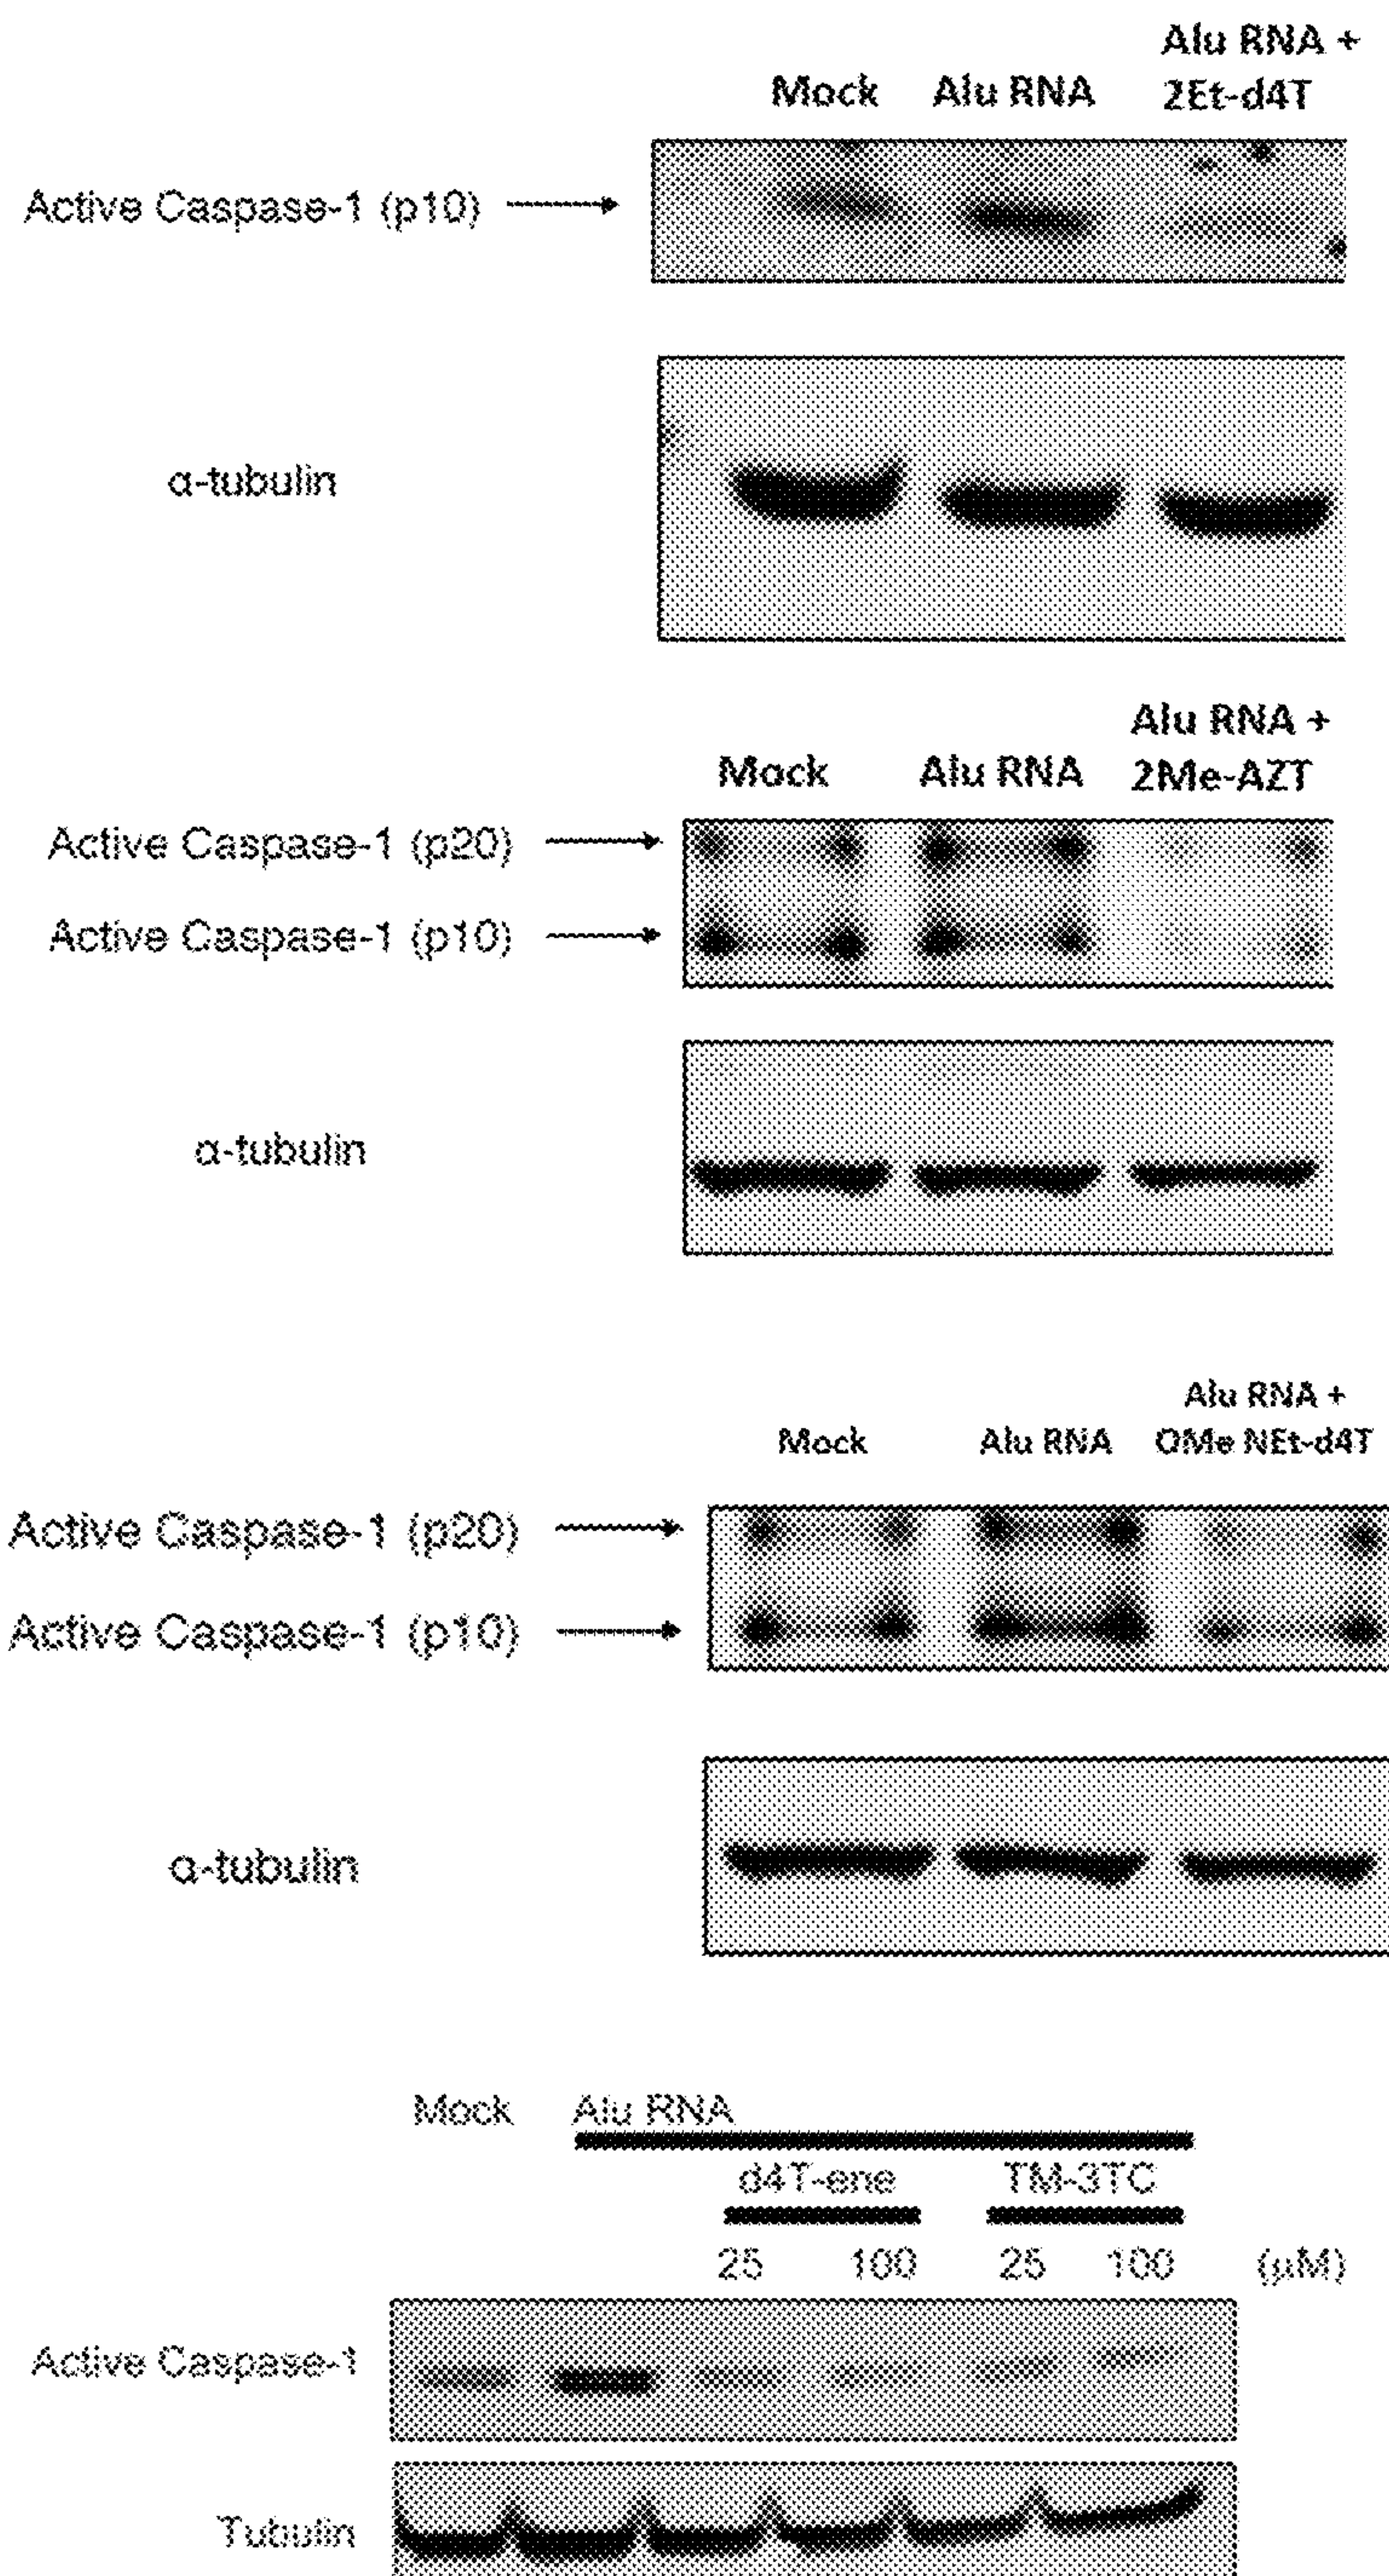 Alu RNA +
Mock Alu RNA 2Et-d4T
Active Caspase-1 (p10)
α-tubulin
Alu RNA +
Mock Alu RNA 2Me-AZT
Active Caspase-1 (p20)
Active Caspase-1 (p10)
α-tubulin
Alu RNA +
Mock Alu RNA OMe NEt-d4T
Active Caspase-1 (p20)
Active Caspase-1 (p10)
α-tubulin
Mock Alu RNA
d4T-ene TM-3TC
25 100 25 100 (μM)
Active Caspase-1
Tubulin